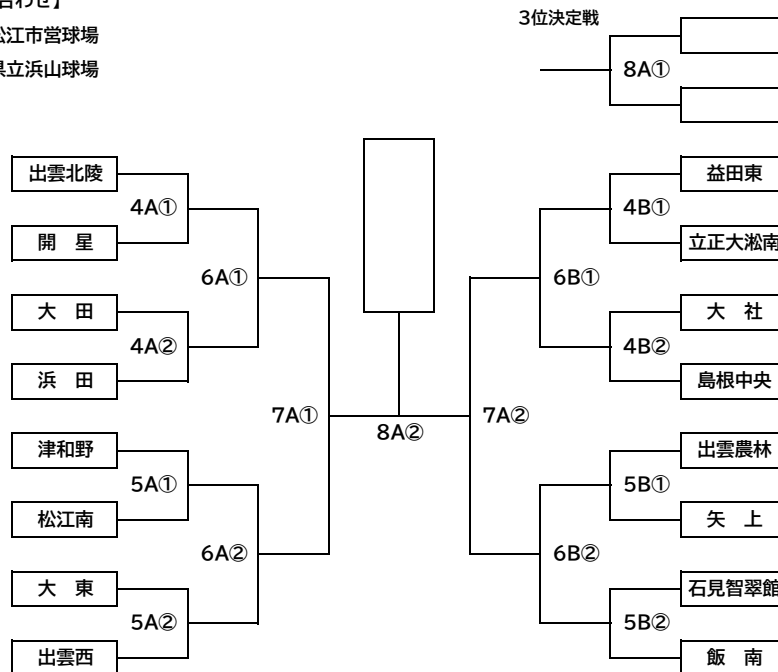 合わせ】
松江市営球場
県立浜山球場
3位決定戦
8A①
出雲北陵
4A①
開　星
6A①
大　田
4A②
浜　田
7A①
津和野
5A①
松江南
6A②
大　東
5A②
出雲西
8A②
益田東
4B①
立正大淞南
6B①
大　社
4B②
島根中央
7A②
出雲農林
5B①
矢　上
6B②
石見智翠館
5B②
飯　南